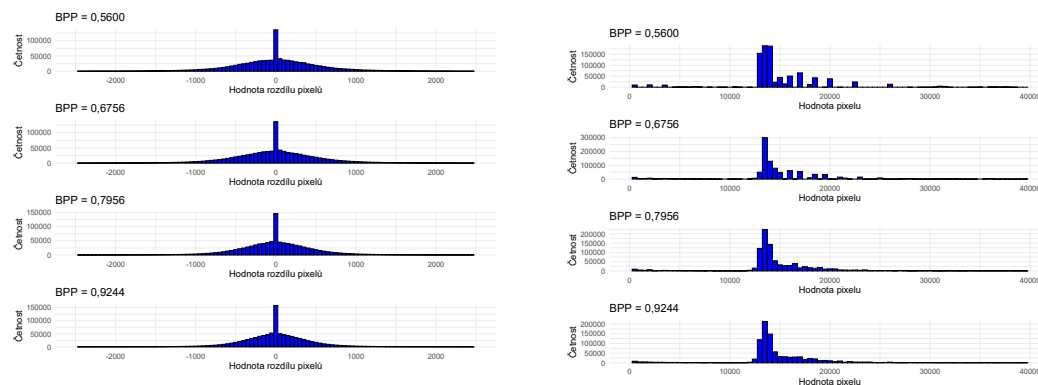 BPP = 0,5600
Četnost
100000
50000
0
-2000 -1000 0 1000 2000
Hodnota rozdílu pixelů
BPP = 0,6756
Četnost
100000
50000
0
-2000 -1000 0 1000 2000
Hodnota rozdílu pixelů
BPP = 0,7956
Četnost
150000
100000
50000
0
-2000 -1000 0 1000 2000
Hodnota rozdílu pixelů
BPP = 0,9244
Četnost
150000
100000
50000
0
-2000 -1000 0 1000 2000
Hodnota rozdílu pixelů
BPP = 0,5600
Četnost
150000
100000
50000
0
0 10000 20000 30000 40000
Hodnota pixelu
BPP = 0,6756
Četnost
300000
200000
100000
0
0 10000 20000 30000 40000
Hodnota pixelu
BPP = 0,7956
Četnost
200000
150000
100000
50000
0
0 10000 20000 30000 40000
Hodnota pixelu
BPP = 0,9244
Četnost
200000
150000
100000
50000
0
0 10000 20000 30000 40000
Hodnota pixelu